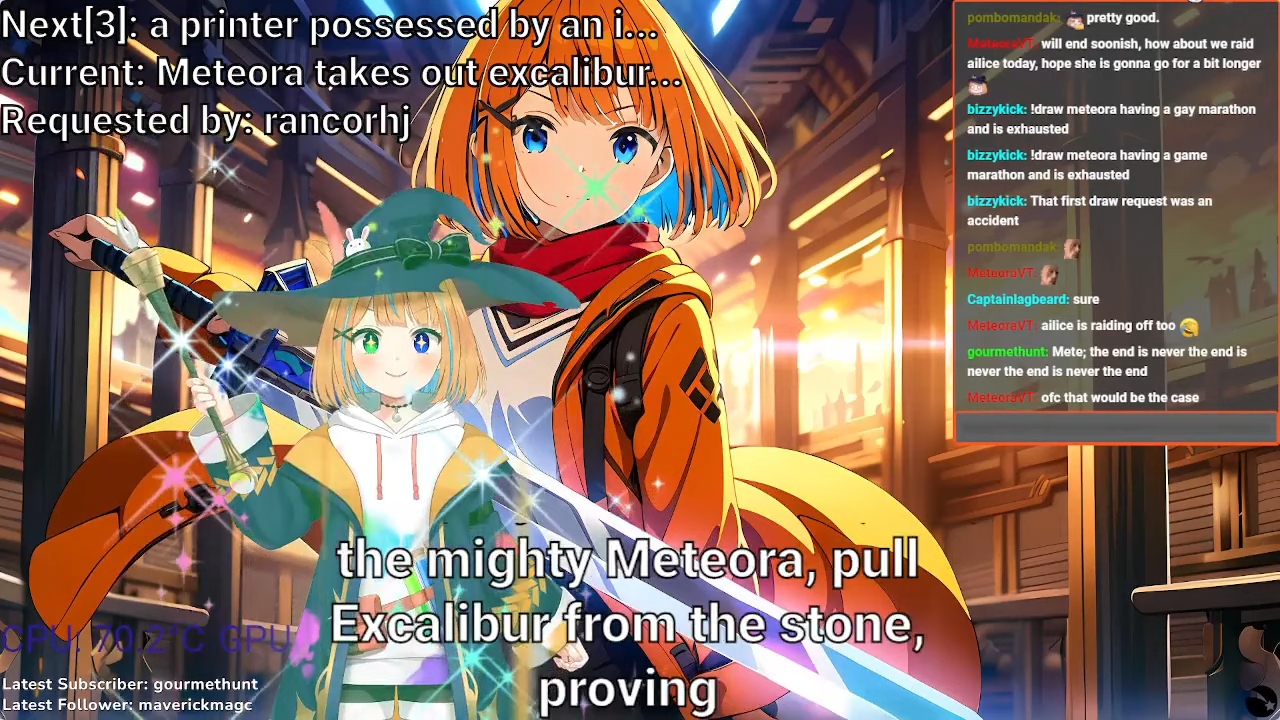 Next[3]: a printer possessed by an i...
Current: Meteora takes out excalibur...
Requested by: rancorhj
pombomandak: pretty good.
MeteoraVT: will end soonish, how about we raid
ailice today, hope she is gonna go for a bit longer
bizzykick: !draw meteora having a gay marathon
and is exhausted
bizzykick: !draw meteora having a game
marathon and is exhausted
bizzykick: That first draw request was an
accident
pombomandak:
MeteoraVT:
Captainlagbeard: sure
MeteoraVT: ailice is raiding off too
gourmethunt: Mete; the end is never the end is
never the end is never the end
MeteoraVT: ofc that would be the case
the mighty Meteora, pull
Excalibur from the stone,
proving
CPU: 70.2°C GPU
Latest Subscriber: gourmethunt
Latest Follower: maverickmagc